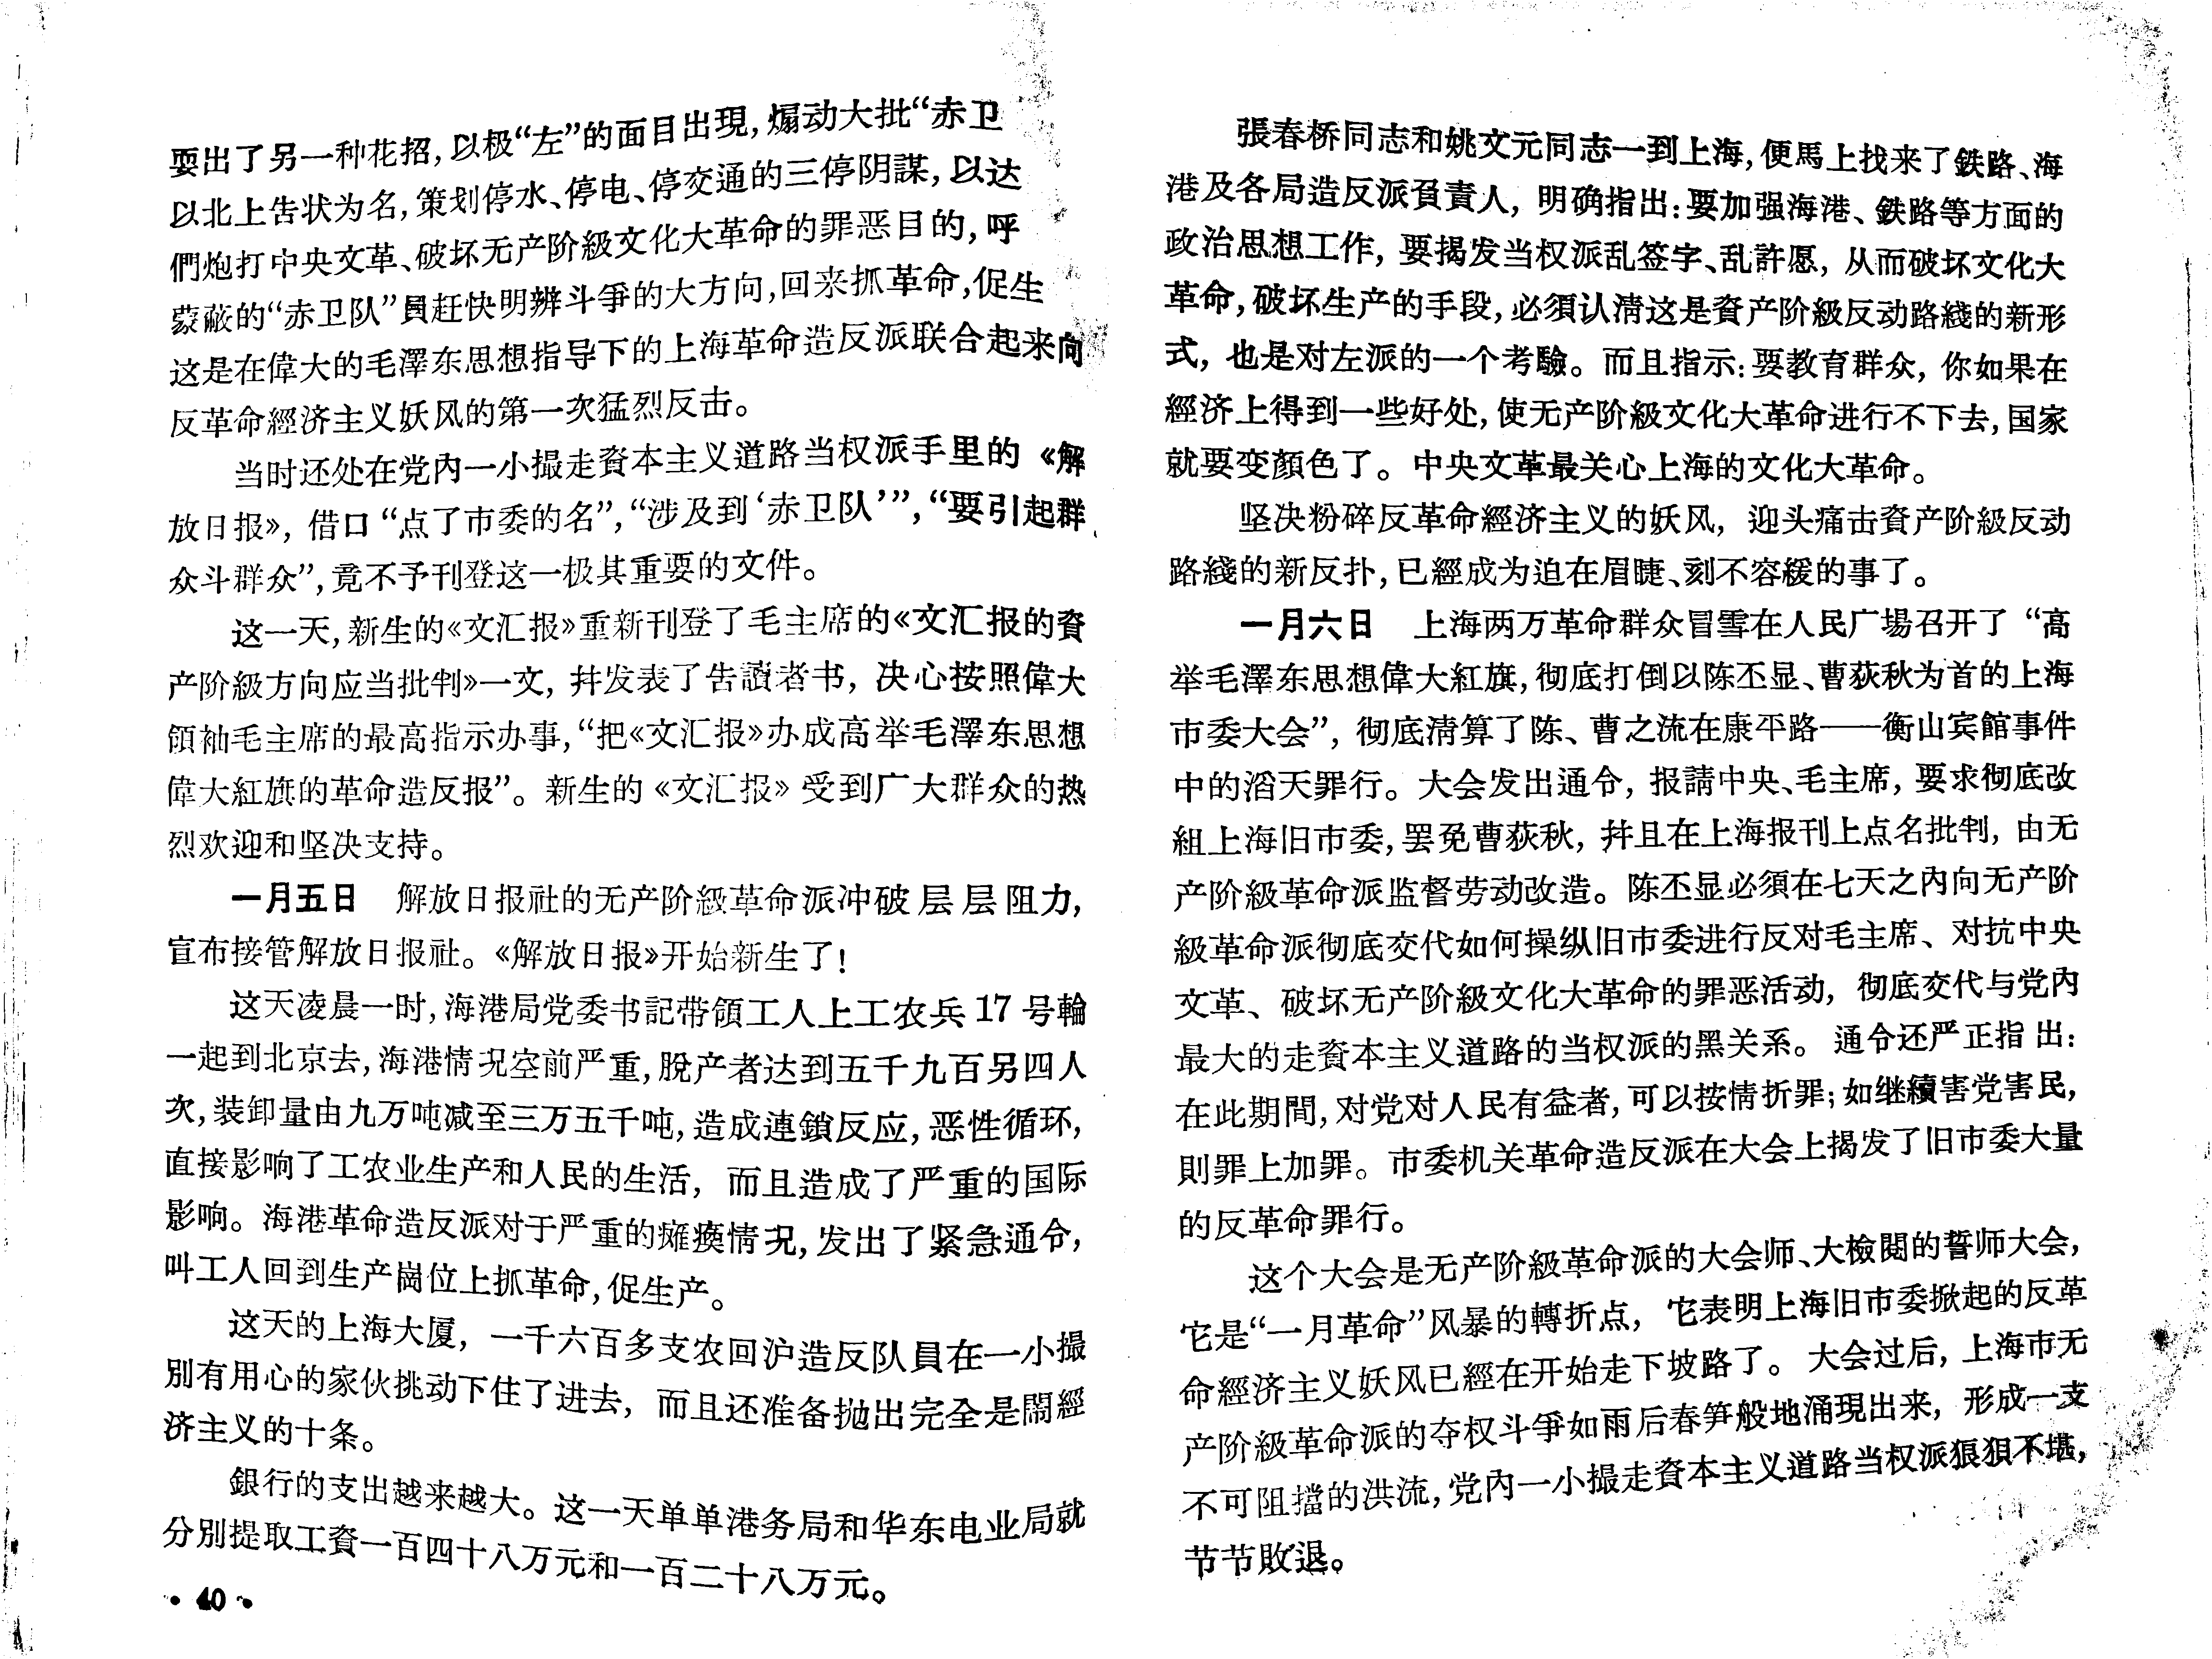 耍出了另一种花招,以极“左”的面目出現,煽动大批“赤卫
以北上告状为名,策划停水、停电、停交通的三停阴謀,以达
們炮打中央文革、破坏无产阶級文化大革命的罪恶目的,呼
蒙蔽的“赤卫队”員赶快明辨斗爭的大方向,回来抓革命,促生
这是在偉大的毛澤东思想指导下的上海革命造反派联合起来向
反革命經济主义妖风的第一次猛烈反击。
当时还处在党內一小撮走資本主义道路当权派手里的《解
放日报》,借口“点了市委的名”,“涉及到‘赤卫队’”,“要引起群
众斗群众”,竟不予刊登这一极其重要的文件。
这一天,新生的《文汇报》重新刊登了毛主席的《文汇报的資
产阶級方向应当批判》一文,并发表了告讀者书,决心按照偉大
領袖毛主席的最高指示办事,“把《文汇报》办成高举毛澤东思想
偉大紅旗的革命造反报”。新生的《文汇报》受到广大群众的热
烈欢迎和坚决支持。
一月五日 解放日报社的无产阶級革命派冲破层层阻力,
宣布接管解放日报社。《解放日报》开始新生了!
这天凌晨一时,海港局党委书記带領工人上工农兵17号輪
一起到北京去,海港情况空前严重,脫产者达到五千九百另四人
次,装卸量由九万吨减至三万五千吨,造成連鎖反应,恶性循环,
直接影响了工农业生产和人民的生活,而且造成了严重的国际
影响。海港革命造反派对于严重的瘫瘓情况,发出了紧急通令,
叫工人回到生产崗位上抓革命,促生产。
这天的上海大厦,一千六百多支农回沪造反队員在一小撮
別有用心的家伙挑动下住了进去,而且还准备抛出完全是鬧經
济主义的十条。
銀行的支出越来越大。这一天单单港务局和华东电业局就
分別提取工資一百四十八万元和一百二十八万元。
• 40 •
張春桥同志和姚文元同志一到上海,便馬上找来了鉄路、海
港及各局造反派負責人,明确指出:要加强海港、鉄路等方面的
政治思想工作,要揭发当权派乱签字、乱許愿,从而破坏文化大
革命,破坏生产的手段,必須认清这是資产阶級反动路綫的新形
式,也是对左派的一个考驗。而且指示:要教育群众,你如果在
經济上得到一些好处,使无产阶級文化大革命进行不下去,国家
就要变顏色了。中央文革最关心上海的文化大革命。
坚决粉碎反革命經济主义的妖风,迎头痛击資产阶級反动
路綫的新反扑,已經成为迫在眉睫、刻不容緩的事了。
一月六日 上海两万革命群众冒雪在人民广場召开了“高
举毛澤东思想偉大紅旗,彻底打倒以陈丕显、曹荻秋为首的上海
市委大会”,彻底清算了陈、曹之流在康平路——衡山宾館事件
中的滔天罪行。大会发出通令,报請中央、毛主席,要求彻底改
組上海旧市委,罢免曹荻秋,并且在上海报刊上点名批判,由无
产阶級革命派监督劳动改造。陈丕显必須在七天之內向无产阶
級革命派彻底交代如何操纵旧市委进行反对毛主席、对抗中央
文革、破坏无产阶級文化大革命的罪恶活动,彻底交代与党內
最大的走資本主义道路的当权派的黑关系。通令还严正指出:
在此期間,对党对人民有益者,可以按情折罪;如继續害党害民,
則罪上加罪。市委机关革命造反派在大会上揭发了旧市委大量
的反革命罪行。
这个大会是无产阶級革命派的大会师、大檢閱的誓师大会,
它是“一月革命”风暴的轉折点,它表明上海旧市委掀起的反革
命經济主义妖风已經在开始走下坡路了。大会过后,上海市无
产阶級革命派的夺权斗爭如雨后春笋般地涌現出来,形成一支
不可阻擋的洪流,党內一小撮走資本主义道路当权派狼狽不堪,
节节敗退。